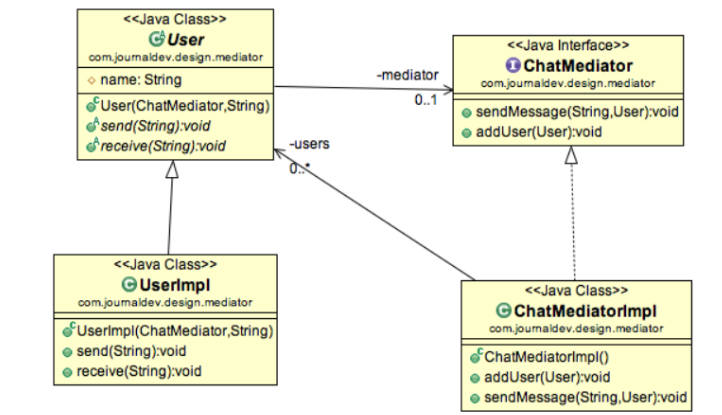 <<Java Class>>
User
com.journaldev.design.mediator
name: String
User(ChatMediator,String)
send(String):void
receive(String):void
-mediator
0..1
<<Java Interface>>
ChatMediator
com.journaldev.design.mediator
sendMessage(String,User):void
addUser(User):void
-users
0..*
<<Java Class>>
UserImpl
com.journaldev.design.mediator
UserImpl(ChatMediator,String)
send(String):void
receive(String):void
<<Java Class>>
ChatMediatorImpl
com.journaldev.design.mediator
ChatMediatorImpl()
addUser(User):void
sendMessage(String,User):void